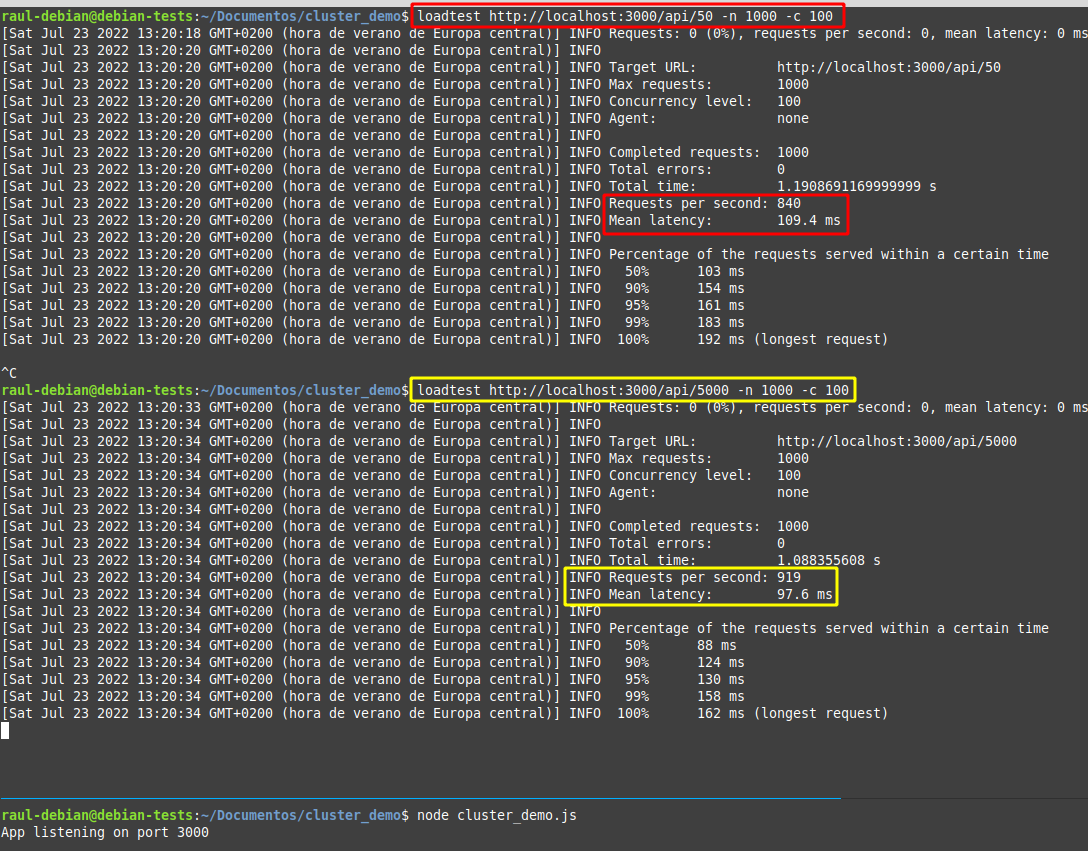 raul-debian@debian-tests:~/Documentos/cluster_demo$ loadtest http://localhost:3000/api/50 -n 1000 -c 100
[Sat Jul 23 2022 13:20:18 GMT+0200 (hora de verano de Europa central)] INFO Requests: 0 (0%), requests per second: 0, mean latency: 0 ms
[Sat Jul 23 2022 13:20:20 GMT+0200 (hora de verano de Europa central)] INFO
[Sat Jul 23 2022 13:20:20 GMT+0200 (hora de verano de Europa central)] INFO Target URL: http://localhost:3000/api/50
[Sat Jul 23 2022 13:20:20 GMT+0200 (hora de verano de Europa central)] INFO Max requests: 1000
[Sat Jul 23 2022 13:20:20 GMT+0200 (hora de verano de Europa central)] INFO Concurrency level: 100
[Sat Jul 23 2022 13:20:20 GMT+0200 (hora de verano de Europa central)] INFO Agent: none
[Sat Jul 23 2022 13:20:20 GMT+0200 (hora de verano de Europa central)] INFO
[Sat Jul 23 2022 13:20:20 GMT+0200 (hora de verano de Europa central)] INFO Completed requests: 1000
[Sat Jul 23 2022 13:20:20 GMT+0200 (hora de verano de Europa central)] INFO Total errors: 0
[Sat Jul 23 2022 13:20:20 GMT+0200 (hora de verano de Europa central)] INFO Total time: 1.1908691169999999 s
[Sat Jul 23 2022 13:20:20 GMT+0200 (hora de verano de Europa central)] INFO Requests per second: 840
[Sat Jul 23 2022 13:20:20 GMT+0200 (hora de verano de Europa central)] INFO Mean latency: 109.4 ms
[Sat Jul 23 2022 13:20:20 GMT+0200 (hora de verano de Europa central)] INFO
[Sat Jul 23 2022 13:20:20 GMT+0200 (hora de verano de Europa central)] INFO Percentage of the requests served within a certain time
[Sat Jul 23 2022 13:20:20 GMT+0200 (hora de verano de Europa central)] INFO 50% 103 ms
[Sat Jul 23 2022 13:20:20 GMT+0200 (hora de verano de Europa central)] INFO 90% 154 ms
[Sat Jul 23 2022 13:20:20 GMT+0200 (hora de verano de Europa central)] INFO 95% 161 ms
[Sat Jul 23 2022 13:20:20 GMT+0200 (hora de verano de Europa central)] INFO 99% 183 ms
[Sat Jul 23 2022 13:20:20 GMT+0200 (hora de verano de Europa central)] INFO 100% 192 ms (longest request)
^C
raul-debian@debian-tests:~/Documentos/cluster_demo$ loadtest http://localhost:3000/api/5000 -n 1000 -c 100
[Sat Jul 23 2022 13:20:33 GMT+0200 (hora de verano de Europa central)] INFO Requests: 0 (0%), requests per second: 0, mean latency: 0 ms
[Sat Jul 23 2022 13:20:34 GMT+0200 (hora de verano de Europa central)] INFO
[Sat Jul 23 2022 13:20:34 GMT+0200 (hora de verano de Europa central)] INFO Target URL: http://localhost:3000/api/5000
[Sat Jul 23 2022 13:20:34 GMT+0200 (hora de verano de Europa central)] INFO Max requests: 1000
[Sat Jul 23 2022 13:20:34 GMT+0200 (hora de verano de Europa central)] INFO Concurrency level: 100
[Sat Jul 23 2022 13:20:34 GMT+0200 (hora de verano de Europa central)] INFO Agent: none
[Sat Jul 23 2022 13:20:34 GMT+0200 (hora de verano de Europa central)] INFO
[Sat Jul 23 2022 13:20:34 GMT+0200 (hora de verano de Europa central)] INFO Completed requests: 1000
[Sat Jul 23 2022 13:20:34 GMT+0200 (hora de verano de Europa central)] INFO Total errors: 0
[Sat Jul 23 2022 13:20:34 GMT+0200 (hora de verano de Europa central)] INFO Total time: 1.088355608 s
[Sat Jul 23 2022 13:20:34 GMT+0200 (hora de verano de Europa central)] INFO Requests per second: 919
[Sat Jul 23 2022 13:20:34 GMT+0200 (hora de verano de Europa central)] INFO Mean latency: 97.6 ms
[Sat Jul 23 2022 13:20:34 GMT+0200 (hora de verano de Europa central)] INFO
[Sat Jul 23 2022 13:20:34 GMT+0200 (hora de verano de Europa central)] INFO Percentage of the requests served within a certain time
[Sat Jul 23 2022 13:20:34 GMT+0200 (hora de verano de Europa central)] INFO 50% 88 ms
[Sat Jul 23 2022 13:20:34 GMT+0200 (hora de verano de Europa central)] INFO 90% 124 ms
[Sat Jul 23 2022 13:20:34 GMT+0200 (hora de verano de Europa central)] INFO 95% 130 ms
[Sat Jul 23 2022 13:20:34 GMT+0200 (hora de verano de Europa central)] INFO 99% 158 ms
[Sat Jul 23 2022 13:20:34 GMT+0200 (hora de verano de Europa central)] INFO 100% 162 ms (longest request)
raul-debian@debian-tests:~/Documentos/cluster_demo$ node cluster_demo.js
App listening on port 3000